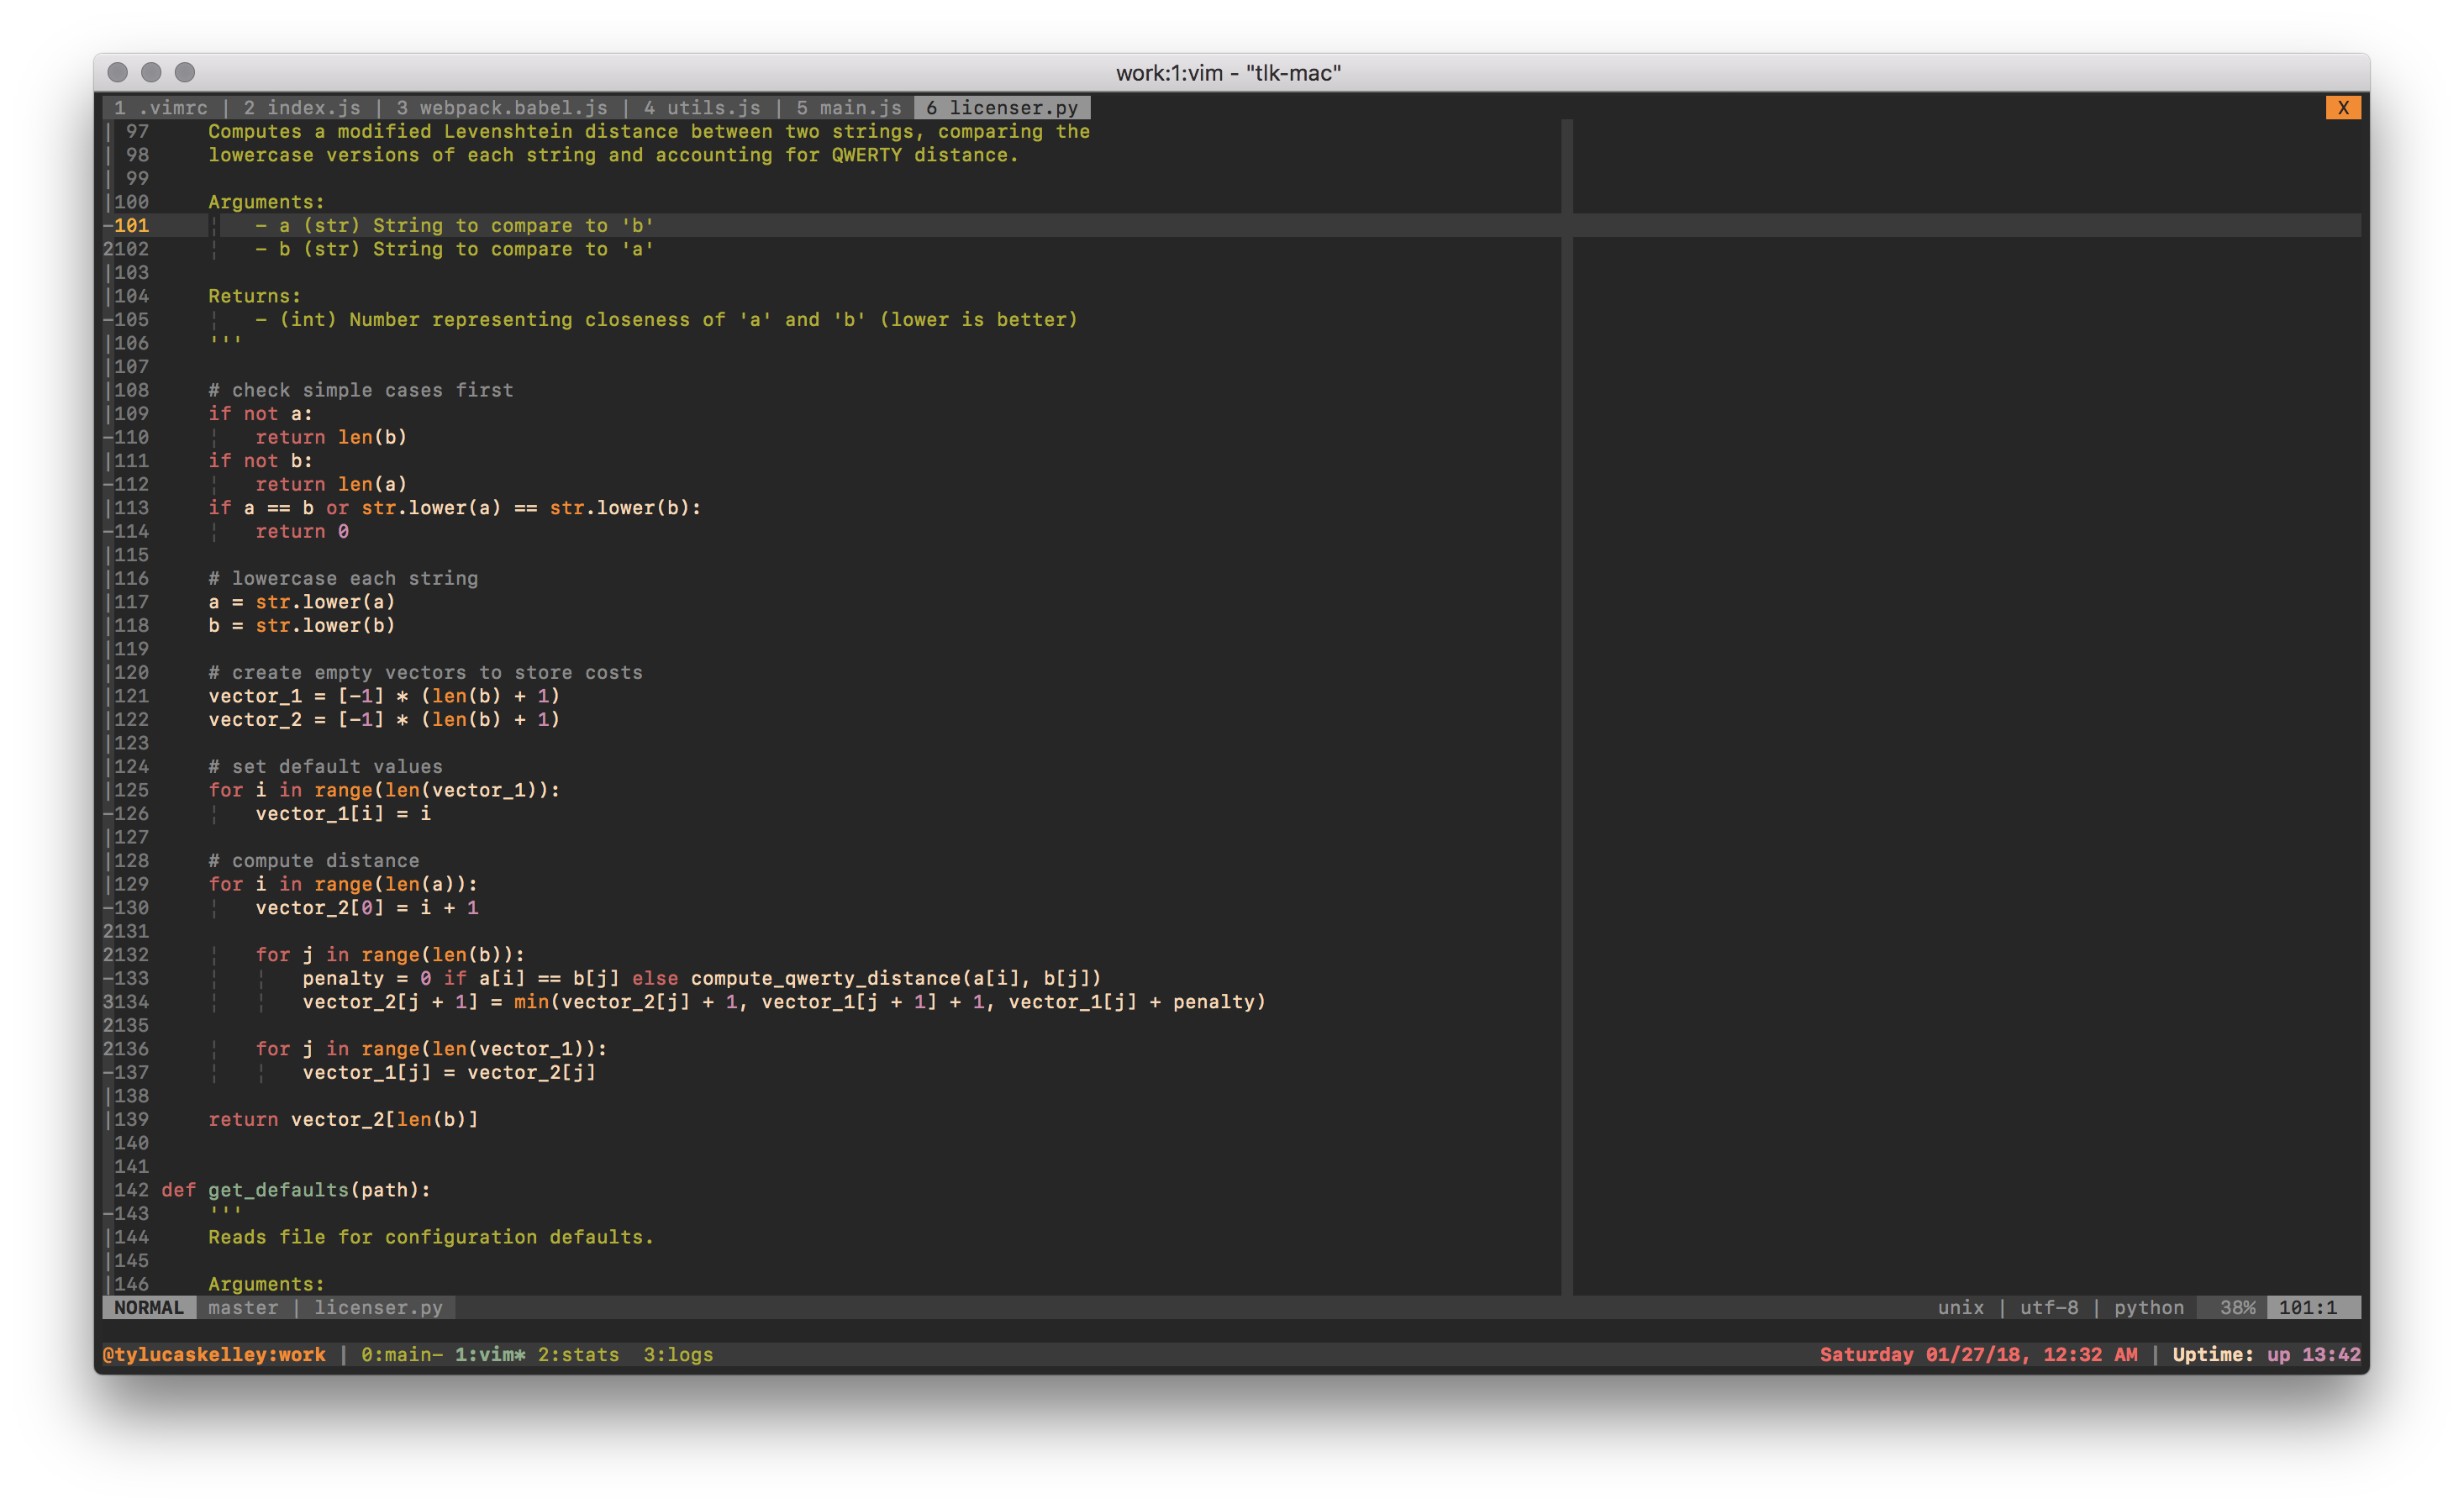 work:1:vim - "tlk-mac"
1 .vimrc | 2 index.js | 3 webpack.babel.js | 4 utils.js | 5 main.js 6 licenser.py X
| 97     Computes a modified Levenshtein distance between two strings, comparing the
| 98     lowercase versions of each string and accounting for QWERTY distance.
| 99
|100     Arguments:
-101     ¦   - a (str) String to compare to 'b'
2102     ¦   - b (str) String to compare to 'a'
|103
|104     Returns:
-105     ¦   - (int) Number representing closeness of 'a' and 'b' (lower is better)
|106     '''
|107
|108     # check simple cases first
|109     if not a:
-110     ¦   return len(b)
|111     if not b:
-112     ¦   return len(a)
|113     if a == b or str.lower(a) == str.lower(b):
-114     ¦   return 0
|115
|116     # lowercase each string
|117     a = str.lower(a)
|118     b = str.lower(b)
|119
|120     # create empty vectors to store costs
|121     vector_1 = [-1] * (len(b) + 1)
|122     vector_2 = [-1] * (len(b) + 1)
|123
|124     # set default values
|125     for i in range(len(vector_1)):
-126     ¦   vector_1[i] = i
|127
|128     # compute distance
|129     for i in range(len(a)):
-130     ¦   vector_2[0] = i + 1
2131
2132     ¦   for j in range(len(b)):
-133     ¦   ¦   penalty = 0 if a[i] == b[j] else compute_qwerty_distance(a[i], b[j])
3134     ¦   ¦   vector_2[j + 1] = min(vector_2[j] + 1, vector_1[j + 1] + 1, vector_1[j] + penalty)
2135
2136     ¦   for j in range(len(vector_1)):
-137     ¦   ¦   vector_1[j] = vector_2[j]
|138
|139     return vector_2[len(b)]
140
141
142 def get_defaults(path):
-143     '''
|144     Reads file for configuration defaults.
|145
|146     Arguments:
NORMAL master | licenser.py unix | utf-8 | python 38% 101:1
@tylucaskelley:work | 0:main- 1:vim* 2:stats  3:logs Saturday 01/27/18, 12:32 AM | Uptime: up 13:42